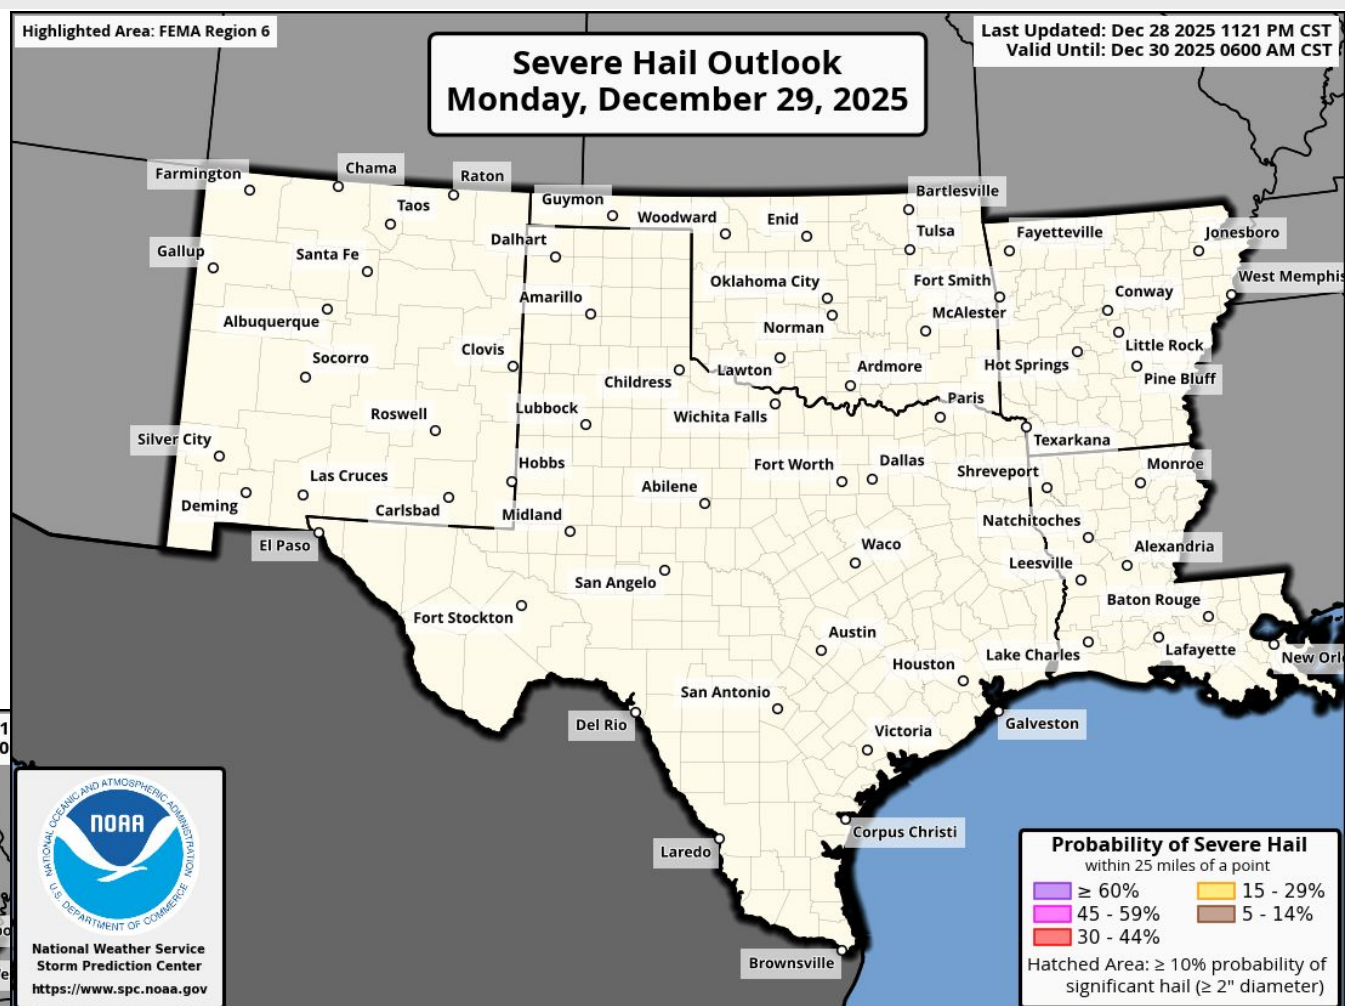 Highlighted Area: FEMA Region 6
Last Updated: Dec 28 2025 1121 PM CST
Valid Until: Dec 30 2025 0600 AM CST
Severe Hail Outlook
Monday, December 29, 2025
Farmington
Chama
Raton
Taos
Guymon
Woodward
Enid
Bartlesville
Tulsa
Fayetteville
Jonesboro
Gallup
Santa Fe
Dalhart
Oklahoma City
Fort Smith
West Memphis
Albuquerque
Amarillo
Norman
McAlester
Conway
Little Rock
Socorro
Clovis
Childress
Lawton
Ardmore
Hot Springs
Pine Bluff
Roswell
Lubbock
Wichita Falls
Paris
Texarkana
Silver City
Las Cruces
Hobbs
Fort Worth
Dallas
Shreveport
Monroe
Deming
Carlsbad
Midland
Abilene
Natchitoches
El Paso
San Angelo
Waco
Leesville
Alexandria
Fort Stockton
Baton Rouge
Austin
Houston
Lake Charles
Lafayette
New Orl
San Antonio
Del Rio
Victoria
Galveston
Laredo
Corpus Christi
Brownsville
1
0
NATIONAL OCEANIC AND ATMOSPHERIC ADMINISTRATION
NOAA
U.S. DEPARTMENT OF COMMERCE
National Weather Service
Storm Prediction Center
https://www.spc.noaa.gov
Probability of Severe Hail
within 25 miles of a point
≥ 60%
15 - 29%
45 - 59%
5 - 14%
30 - 44%
Hatched Area: ≥ 10% probability of
significant hail (≥ 2" diameter)